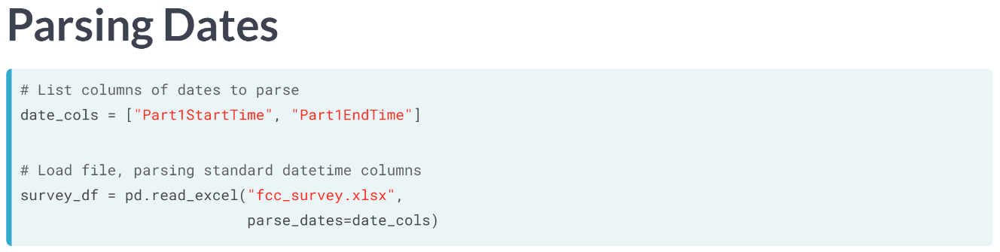 Parsing Dates
# List columns of dates to parse
date_cols = ["Part1StartTime", "Part1EndTime"]
# Load file, parsing standard datetime columns
survey_df = pd.read_excel("fcc_survey.xlsx",
parse_dates=date_cols)